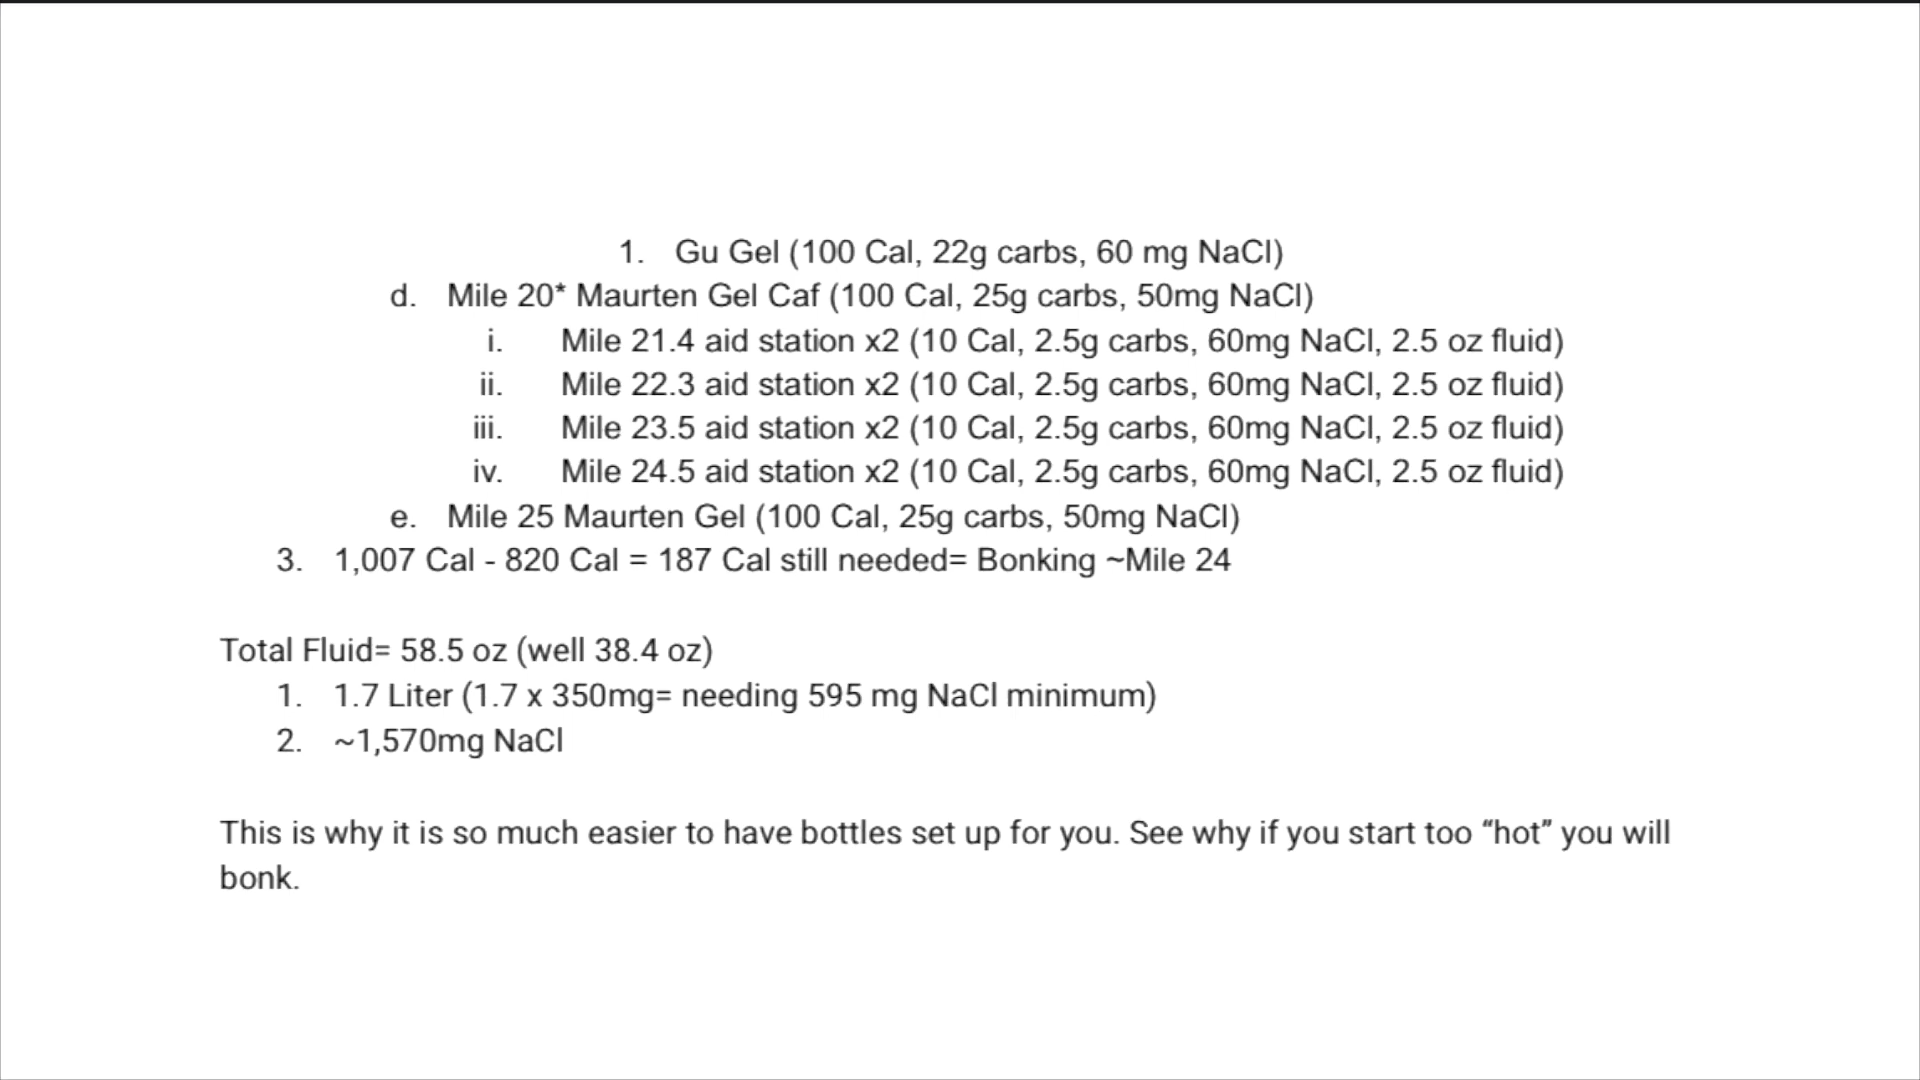 1. Gu Gel (100 Cal, 22g carbs, 60 mg NaCl)
d. Mile 20* Maurten Gel Caf (100 Cal, 25g carbs, 50mg NaCl)
i. Mile 21.4 aid station x2 (10 Cal, 2.5g carbs, 60mg NaCl, 2.5 oz fluid)
ii. Mile 22.3 aid station x2 (10 Cal, 2.5g carbs, 60mg NaCl, 2.5 oz fluid)
iii. Mile 23.5 aid station x2 (10 Cal, 2.5g carbs, 60mg NaCl, 2.5 oz fluid)
iv. Mile 24.5 aid station x2 (10 Cal, 2.5g carbs, 60mg NaCl, 2.5 oz fluid)
e. Mile 25 Maurten Gel (100 Cal, 25g carbs, 50mg NaCl)
3. 1,007 Cal - 820 Cal = 187 Cal still needed= Bonking ~Mile 24
Total Fluid= 58.5 oz (well 38.4 oz)
1. 1.7 Liter (1.7 x 350mg= needing 595 mg NaCl minimum)
2. ~1,570mg NaCl
This is why it is so much easier to have bottles set up for you. See why if you start too “hot” you will
bonk.